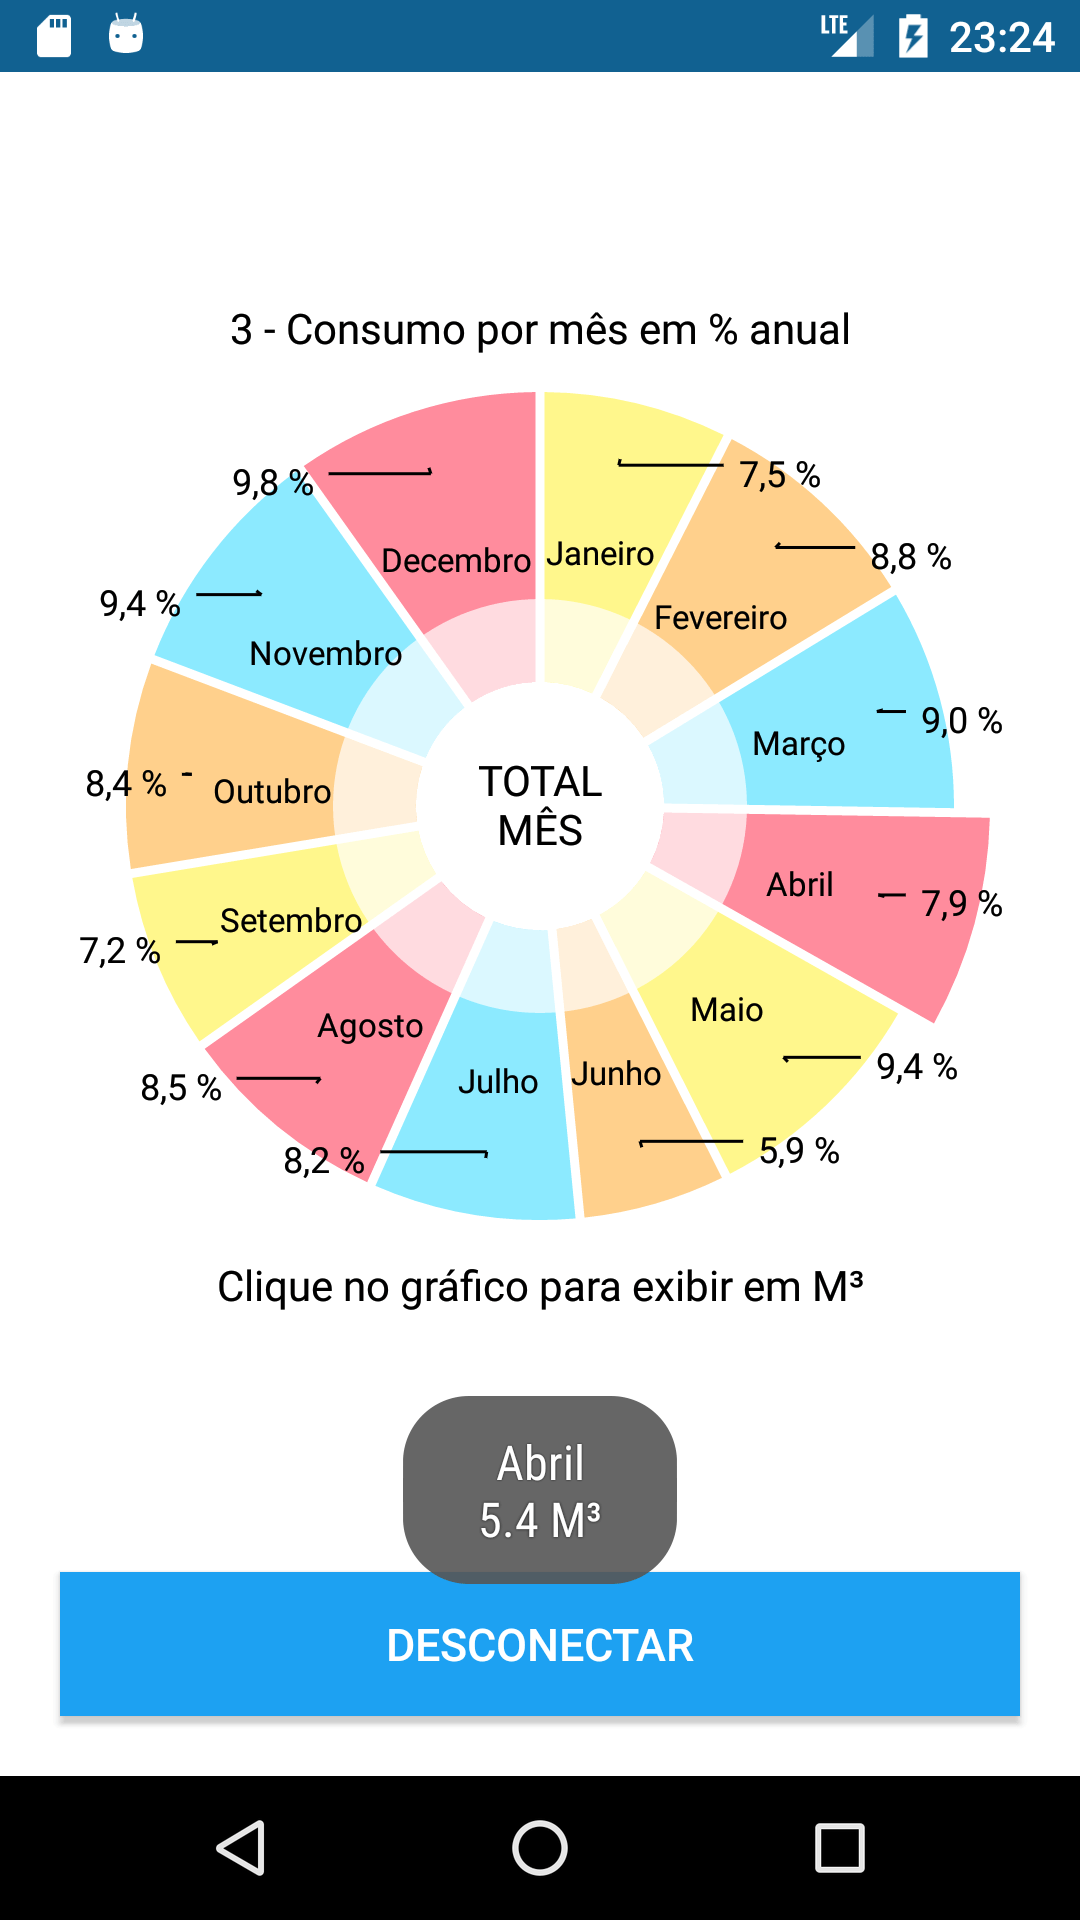 LTE 23:24
3 - Consumo por mês em % anual
9,8 %
7,5 %
Decembro
Janeiro
8,8 %
9,4 %
Fevereiro
Novembro
9,0 %
Março
8,4 %
Outubro
TOTAL
MÊS
Abril
7,9 %
Setembro
7,2 %
Maio
Agosto
9,4 %
Junho
Julho
8,5 %
5,9 %
8,2 %
Clique no gráfico para exibir em M³
Abril
5.4 M³
DESCONECTAR